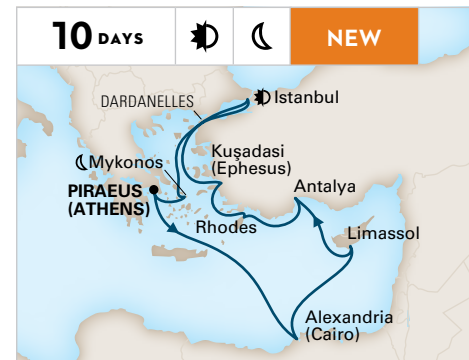 10 DAYS
NEW
DARDANELLES
Istanbul
Mykonos
Kuşadasi
(Ephesus)
PIRAEUS
(ATHENS)
Antalya
Rhodes
Limassol
Alexandria
(Cairo)